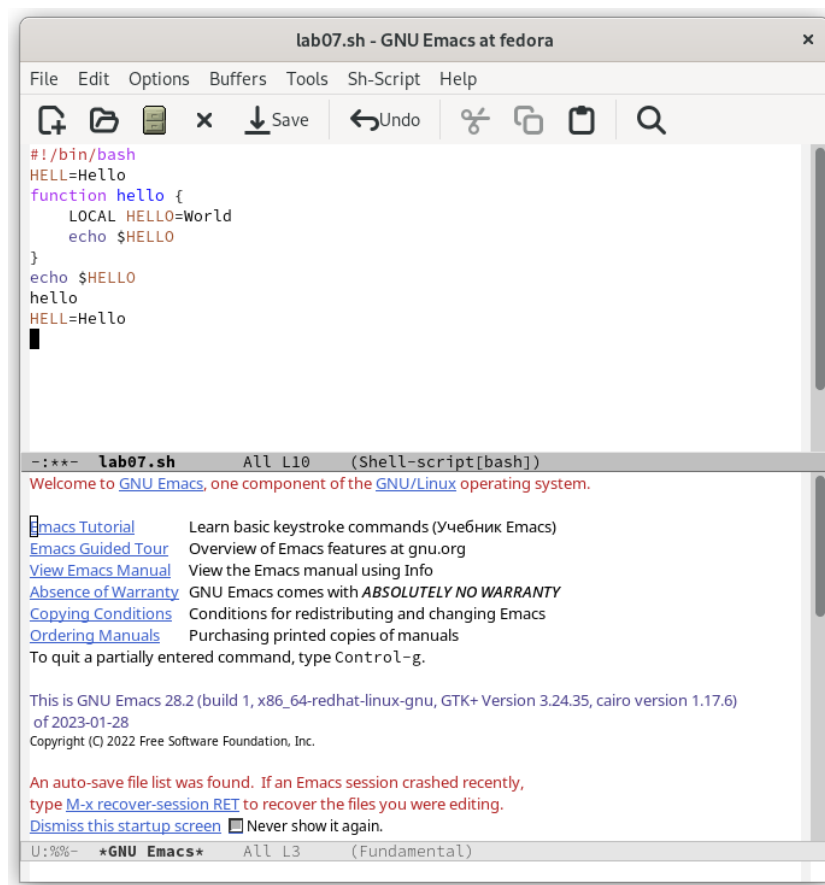 lab07.sh - GNU Emacs at fedora
File Edit Options Buffers Tools Sh-Script Help
Save Undo
#!/bin/bash
HELL=Hello
function hello {
    LOCAL HELLO=World
    echo $HELLO
}
echo $HELLO
hello
HELL=Hello
-:**-  lab07.sh       All L10    (Shell-script[bash])
Welcome to GNU Emacs, one component of the GNU/Linux operating system.
Emacs Tutorial Learn basic keystroke commands (Учебник Emacs)
Emacs Guided Tour Overview of Emacs features at gnu.org
View Emacs Manual View the Emacs manual using Info
Absence of Warranty GNU Emacs comes with ABSOLUTELY NO WARRANTY
Copying Conditions Conditions for redistributing and changing Emacs
Ordering Manuals Purchasing printed copies of manuals
To quit a partially entered command, type Control-g.
This is GNU Emacs 28.2 (build 1, x86_64-redhat-linux-gnu, GTK+ Version 3.24.35, cairo version 1.17.6)
 of 2023-01-28
Copyright (C) 2022 Free Software Foundation, Inc.
An auto-save file list was found.  If an Emacs session crashed recently,
type M-x recover-session RET to recover the files you were editing.
Dismiss this startup screen Never show it again.
U:%%-  *GNU Emacs*    All L3     (Fundamental)